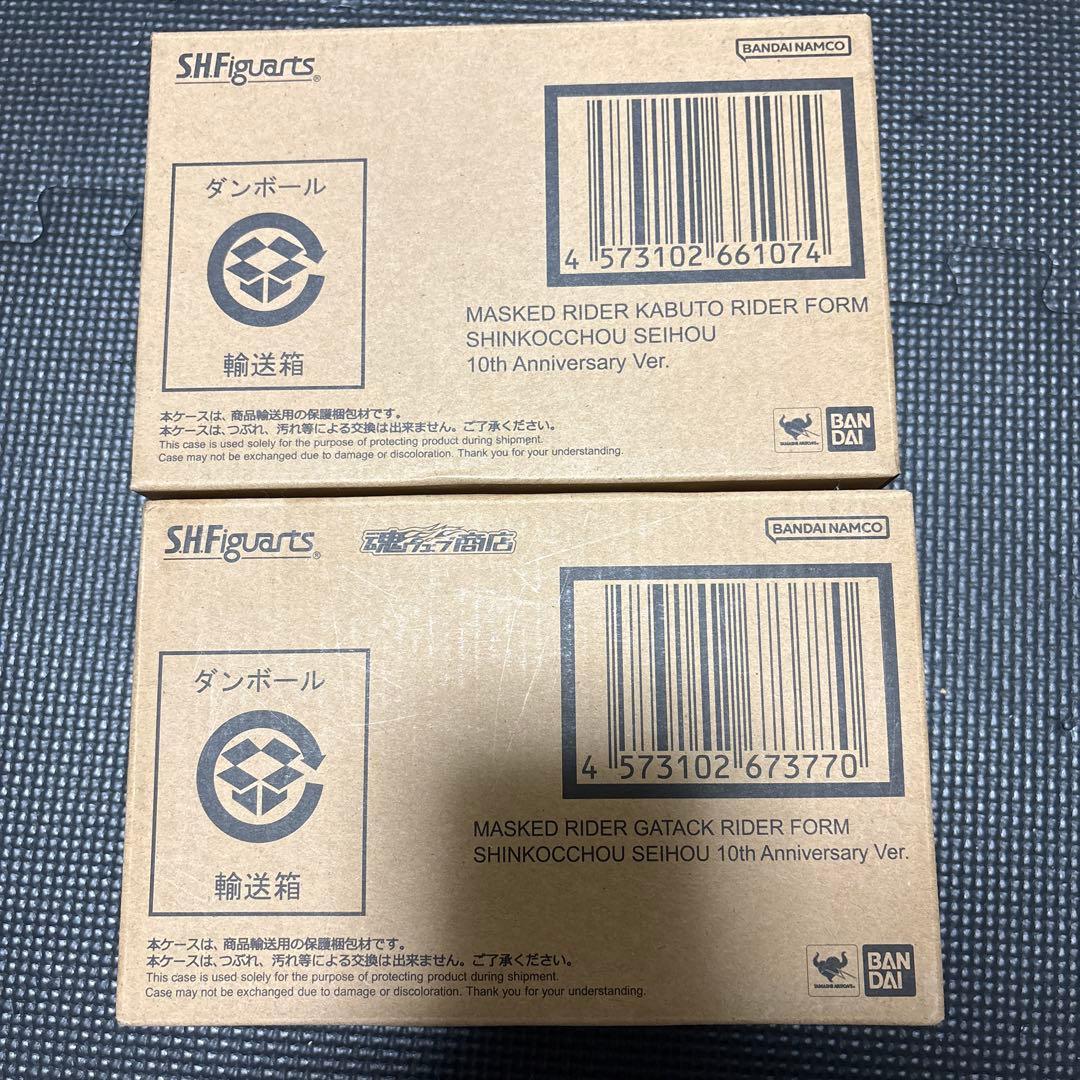 S.H.Figuarts®
BANDAI NAMCO
ダンボール
輸送箱
4 573102 661074
MASKED RIDER KABUTO RIDER FORM
SHINKOCCHOU SEIHOU
10th Anniversary Ver.
本ケースは、商品輸送用の保護梱包材です。
本ケースは、つぶれ、汚れ等による交換は出来ません。ご了承ください。
This case is used solely for the purpose of protecting product during shipment.
Case may not be exchanged due to damage or discoloration. Thank you for your understanding.
TAMASHII NATIONS
BAN
DAI
S.H.Figuarts®
魂ウェブ商店
BANDAI NAMCO
ダンボール
輸送箱
4 573102 673770
MASKED RIDER GATACK RIDER FORM
SHINKOCCHOU SEIHOU 10th Anniversary Ver.
本ケースは、商品輸送用の保護梱包材です。
本ケースは、つぶれ、汚れ等による交換は出来ません。ご了承ください。
This case is used solely for the purpose of protecting product during shipment.
Case may not be exchanged due to damage or discoloration. Thank you for your understanding.
TAMASHII NATIONS
BAN
DAI